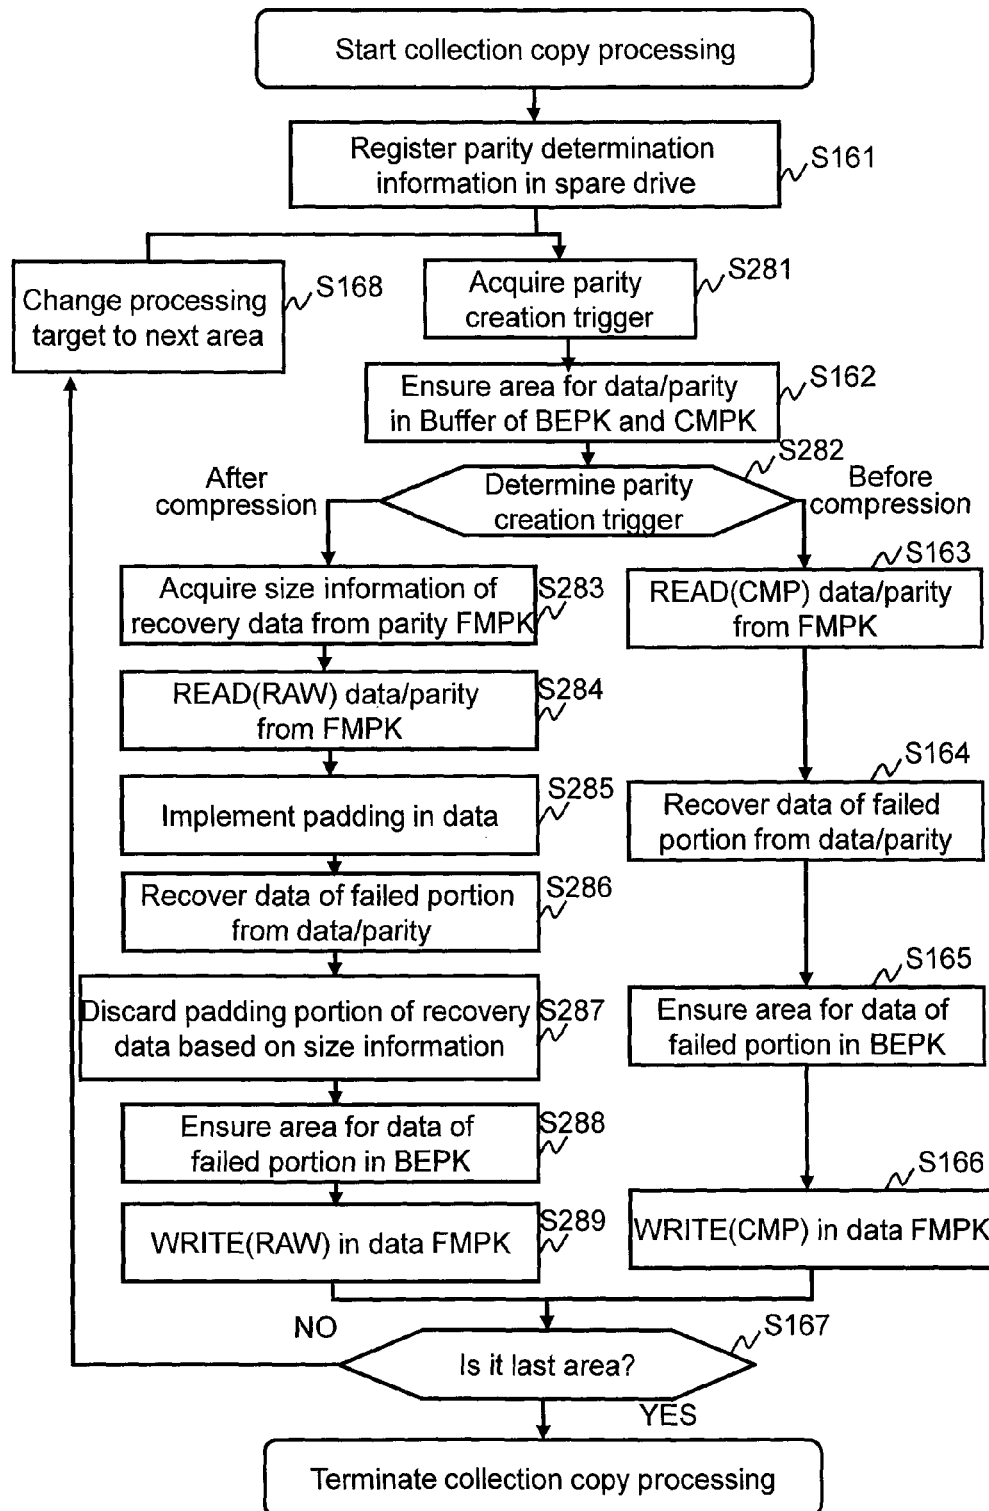 Start collection copy processing
Register parity determination
information in spare drive
S161
Change processing
target to next area
S168
Acquire parity
creation trigger
S281
Ensure area for data/parity
in Buffer of BEPK and CMPK
S162
After
compression
Determine parity
creation trigger
S282
Before
compression
Acquire size information of
recovery data from parity FMPK
S283
READ(CMP) data/parity
from FMPK
S163
READ(RAW) data/parity
from FMPK
S284
Implement padding in data
S285
Recover data of failed
portion from data/parity
S164
Recover data of failed portion
from data/parity
S286
Discard padding portion of recovery
data based on size information
S287
Ensure area for data of
failed portion in BEPK
S165
Ensure area for data of
failed portion in BEPK
S288
WRITE(RAW) in data FMPK
S289
WRITE(CMP) in data FMPK
S166
NO
Is it last area?
S167
YES
Terminate collection copy processing